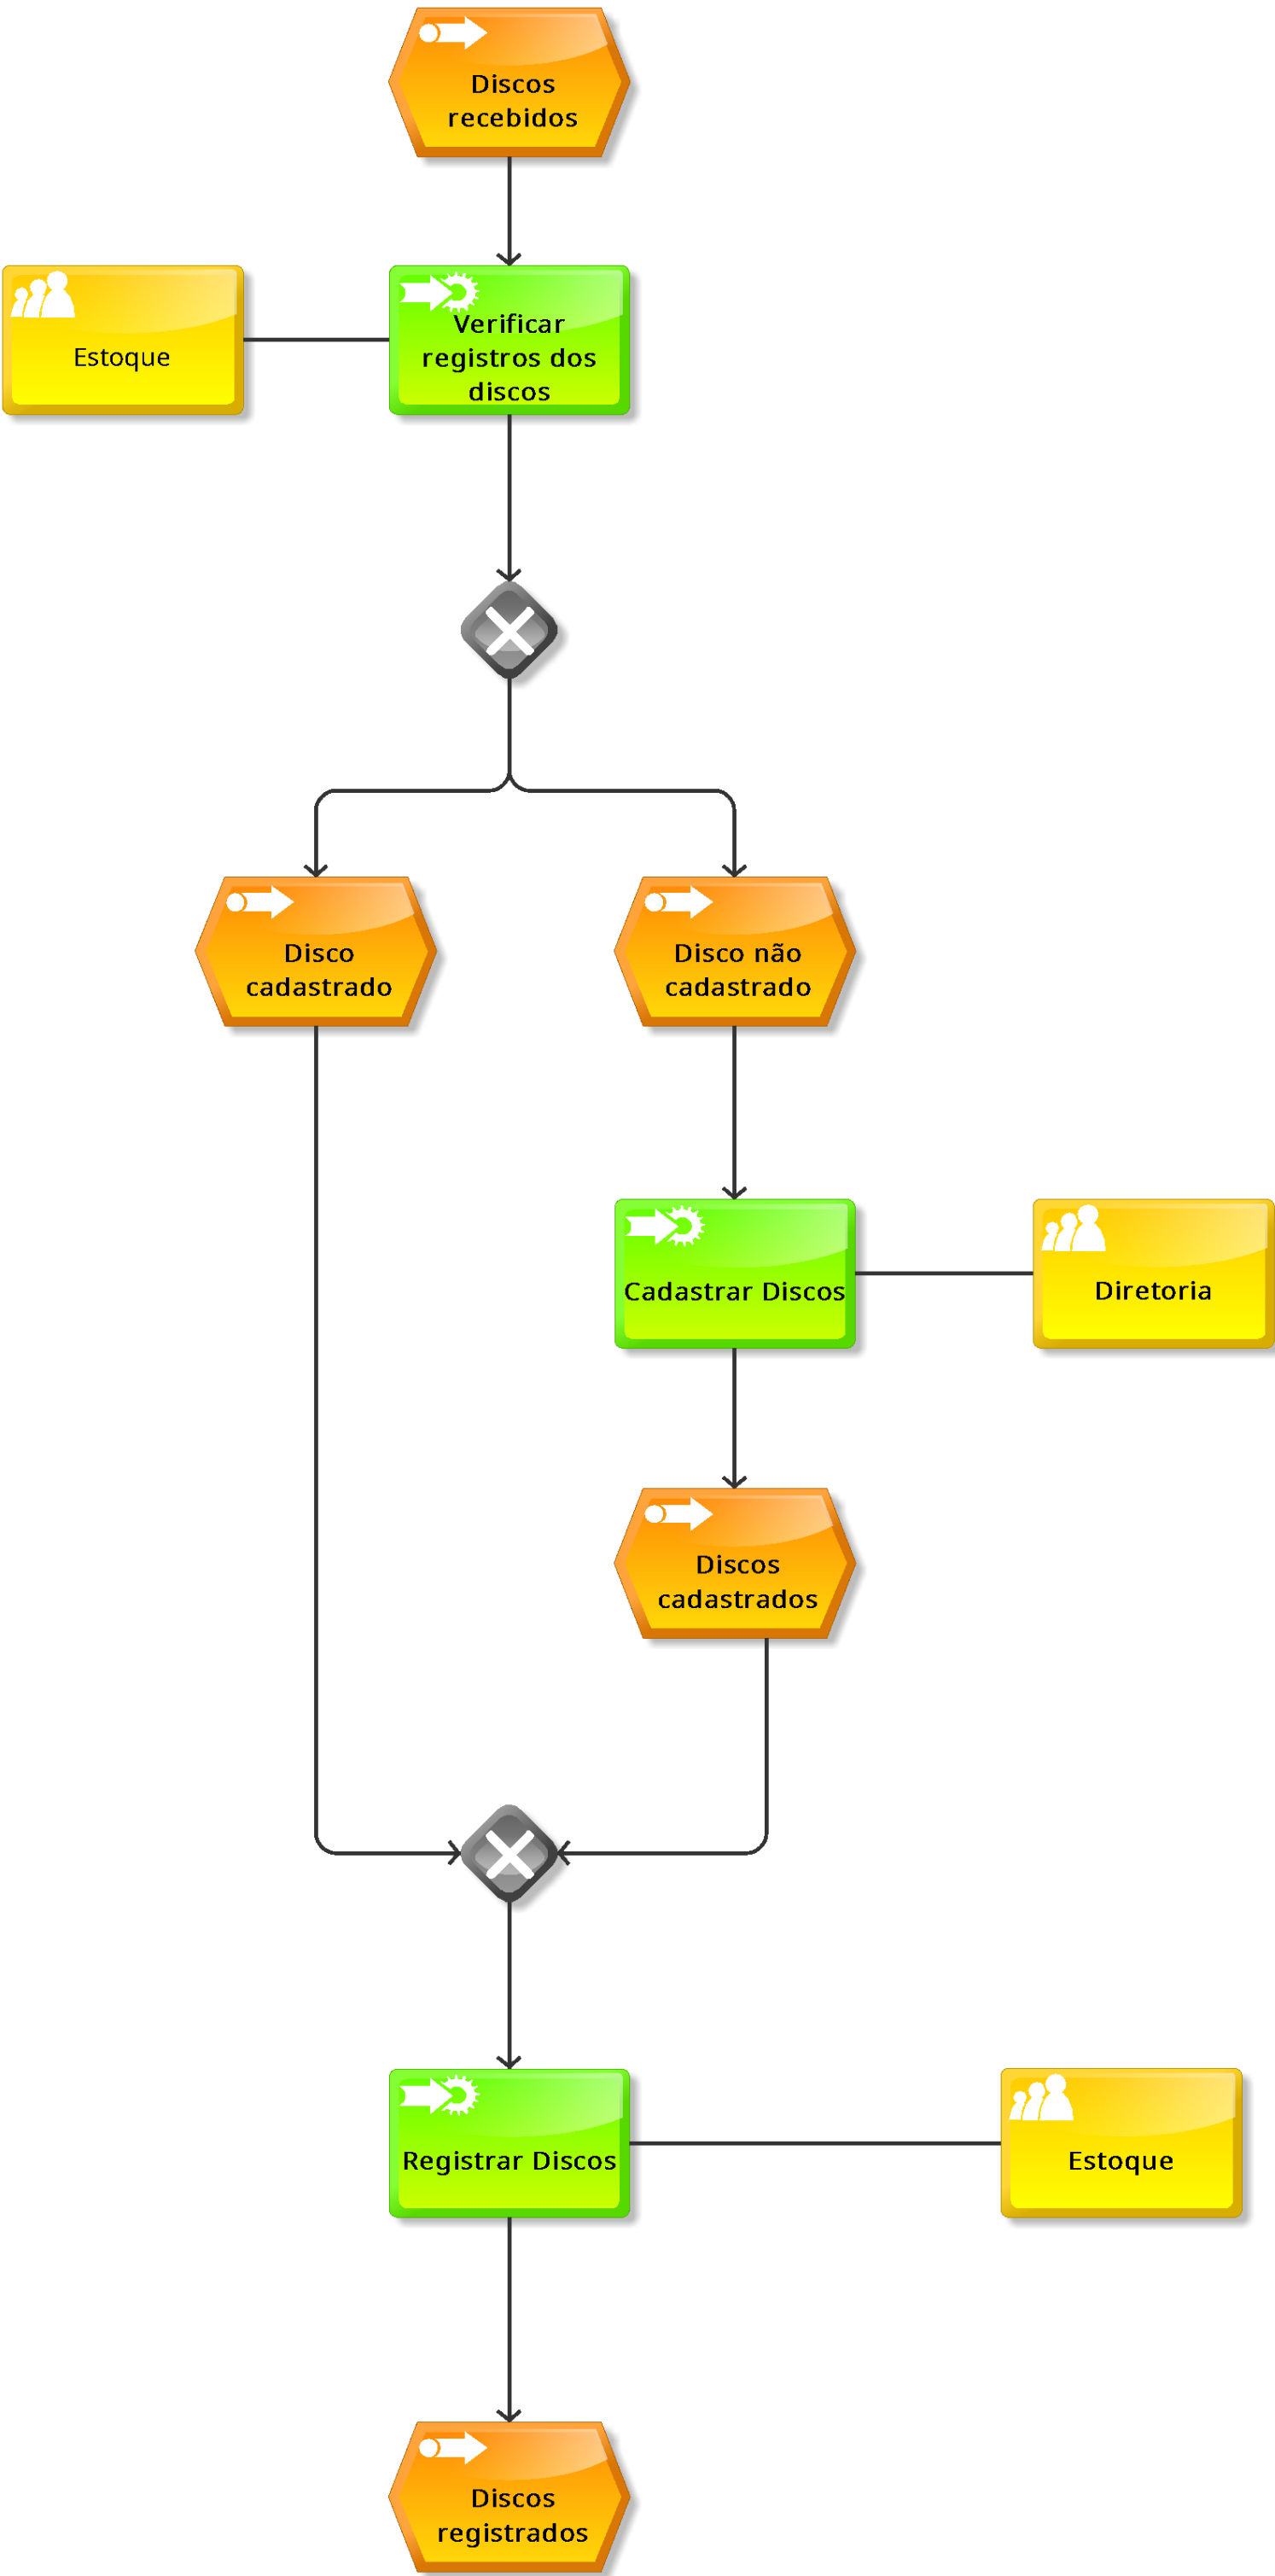 Discos
recebidos
Estoque
Verificar
registros dos
discos
Disco
cadastrado
Disco não
cadastrado
Cadastrar Discos
Diretoria
Discos
cadastrados
Registrar Discos
Estoque
Discos
registrados